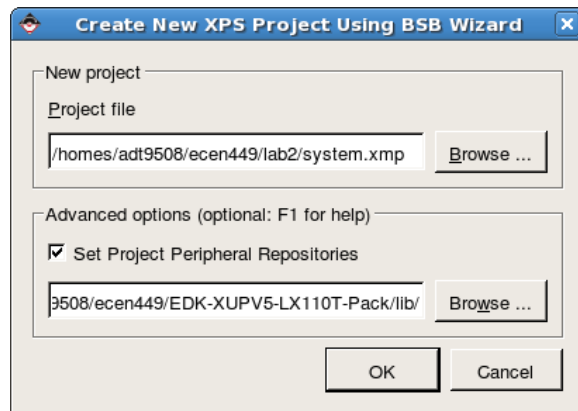 Create New XPS Project Using BSB Wizard
New project
Project file
/homes/adt9508/ecen449/lab2/system.xmp
Browse ...
Advanced options (optional: F1 for help)
Set Project Peripheral Repositories
9508/ecen449/EDK-XUPV5-LX110T-Pack/lib/
Browse ...
OK
Cancel